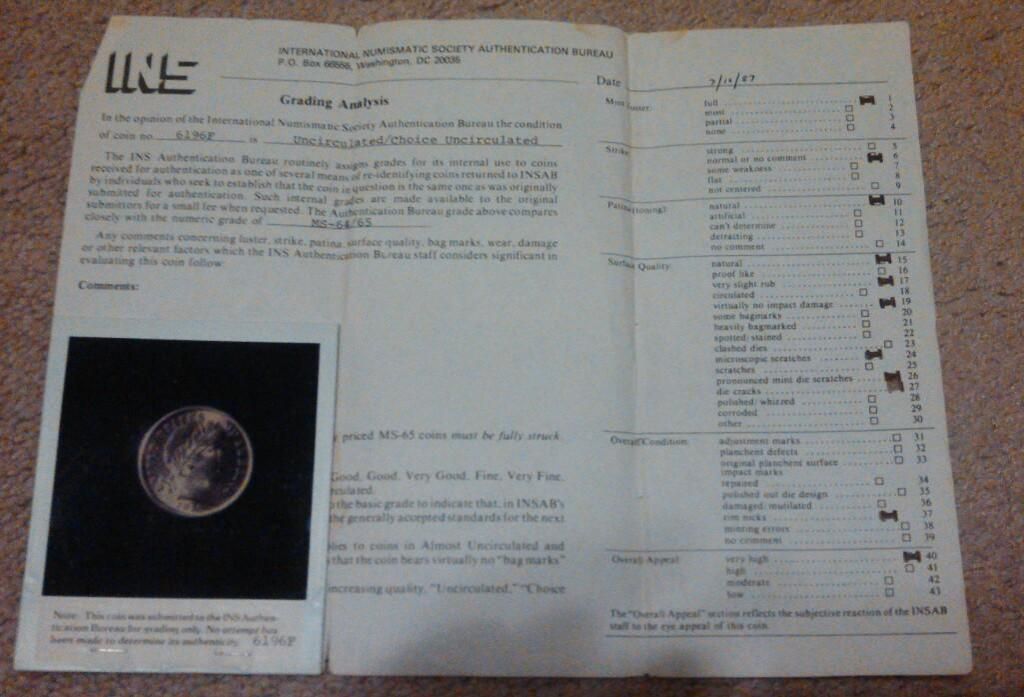 INS
INTERNATIONAL NUMISMATIC SOCIETY AUTHENTICATION BUREAU
P.O. Box 66555, Washington, DC 20035
Grading Analysis
In the opinion of the International Numismatic Society Authentication Bureau the condition
of coin no. 6196F is Uncirculated/Choice Uncirculated
The INS Authentication Bureau routinely assigns grades for its internal use to coins
received for authentication as one of several means of re-identifying coins returned to INSAB
by individuals who seek to establish that the coin in question is the same one as was originally
submitted for authentication. Such internal grades are made available to the original
submittors for a small fee when requested. The Authentication Bureau grade above compares
closely with the numeric grade of MS-64/65
Any comments concerning luster, strike, patina, surface quality, bag marks, wear, damage
or other relevant factors which the INS Authentication Bureau staff considers significant in
evaluating this coin follow:
Comments:
priced MS-65 coins must be fully struck.
Good, Good, Very Good, Fine, Very Fine,
the basic grade to indicate that, in INSAB's
the generally accepted standards for the next
to coins in Almost Uncirculated and
that the coin bears virtually no "bag marks"
increasing quality, "Uncirculated," "Choice
Note: This coin was submitted to the INS Authen-
tication Bureau for grading only. No attempt has
been made to determine its authenticity. 6196F
Date 7/10/87
Mint Luster: full 1
most 2
partial 3
none 4
Strike: strong 5
normal or no comment 6
some weakness 7
flat 8
not centered 9
Patina (toning): natural 10
artificial 11
can't determine 12
detracting 13
no comment 14
Surface Quality: natural 15
proof like 16
very slight rub 17
circulated 18
virtually no impact damage 19
some bagmarks 20
heavily bagmarked 21
spotted/stained 22
clashed dies 23
microscopic scratches 24
scratches 25
pronounced mint die scratches 26
die cracks 27
polished/whizzed 28
corroded 29
other 30
Overall Condition: adjustment marks 31
planchent defects 32
original planchent surface 33
impact marks
repaired 34
polished out die design 35
damaged/mutilated 36
rim nicks 37
minting errors 38
no comment 39
Overall Appeal: very high 40
high 41
moderate 42
low 43
The "Overall Appeal" section reflects the subjective reaction of the INSAB
staff to the eye appeal of this coin.